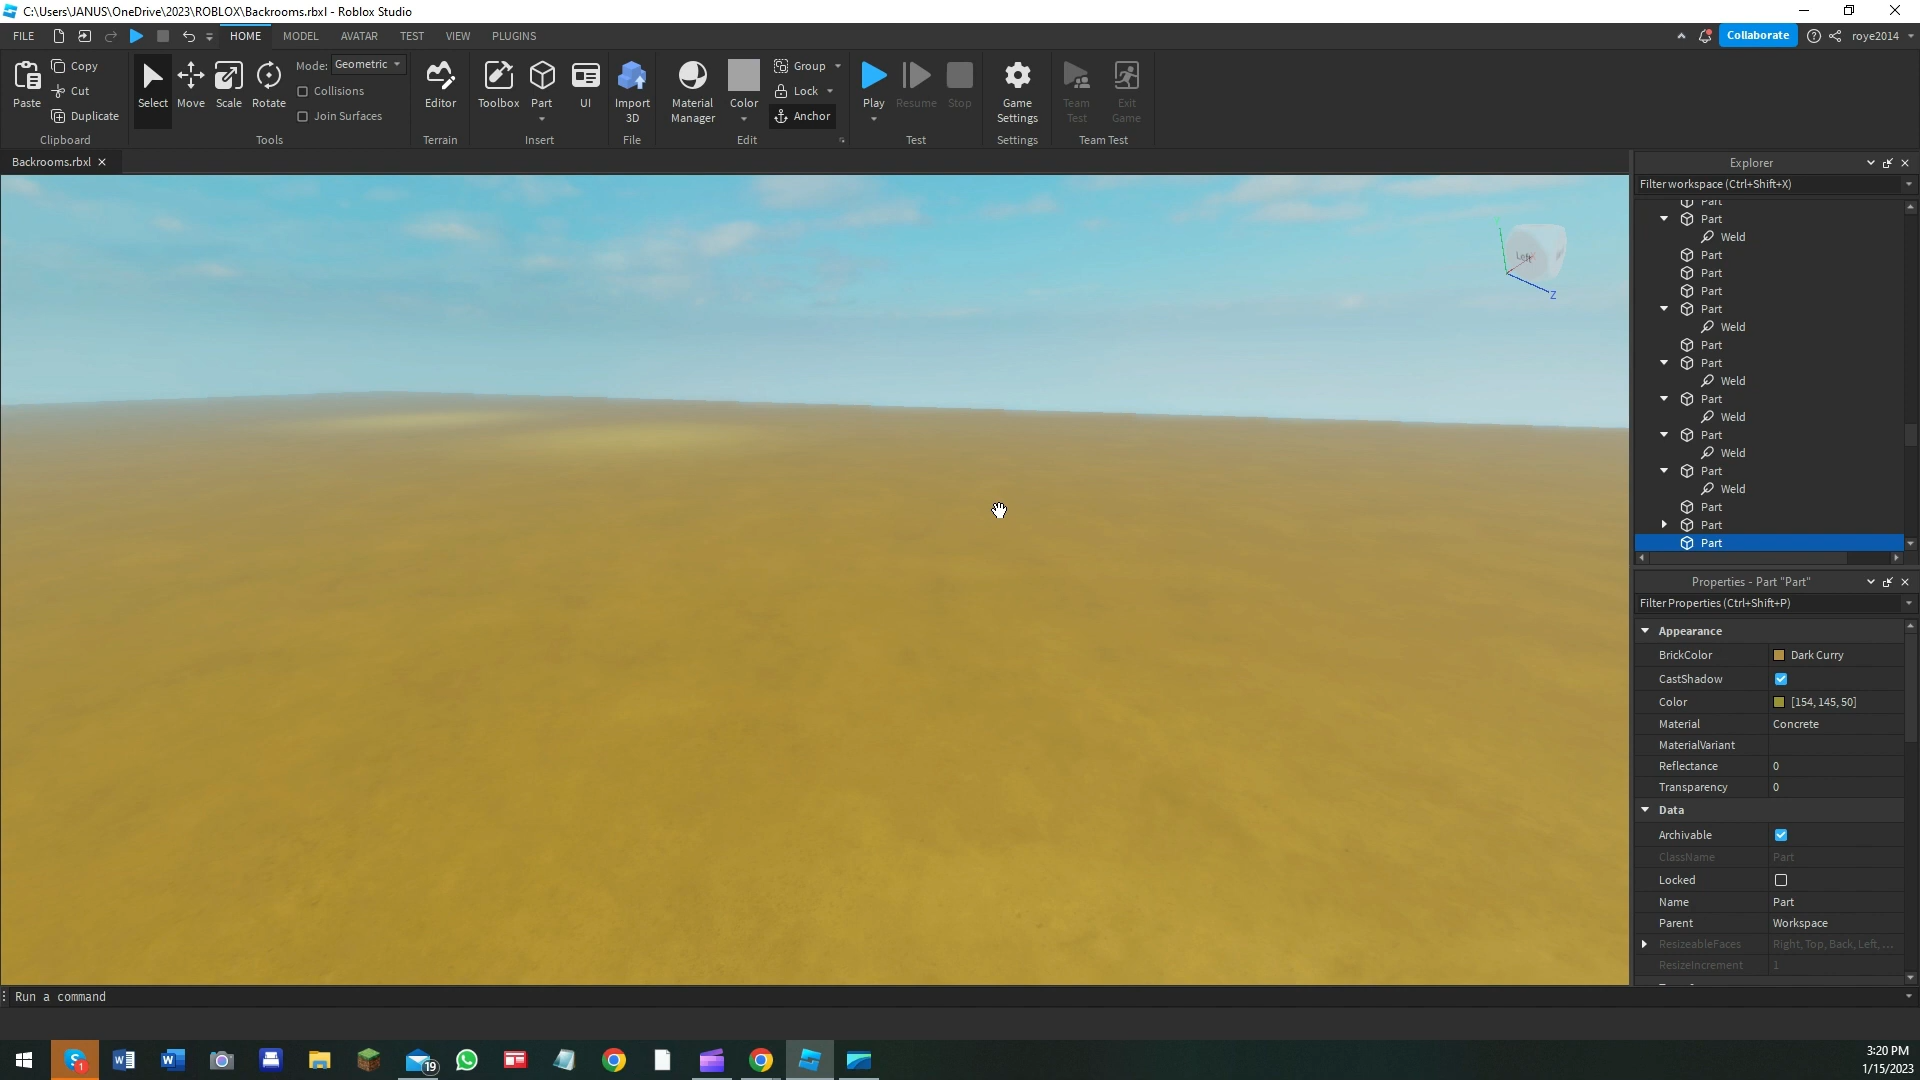 C:\Users\JANUS\OneDrive\2023\ROBLOX\Backrooms.rbxl - Roblox Studio
FILE HOME MODEL AVATAR TEST VIEW PLUGINS Collaborate roye2014
Paste Copy Cut Duplicate Clipboard
Select Move Scale Rotate Mode: Geometric Collisions Join Surfaces Tools
Editor Terrain
Toolbox Part UI Insert
Import 3D File
Material Manager Color Group Lock Anchor Edit
Play Resume Stop Test
Game Settings Settings
Team Test Exit Game Team Test
Backrooms.rbxl
Left
Z
Explorer
Filter workspace (Ctrl+Shift+X)
Part
Part
Weld
Part
Part
Part
Part
Weld
Part
Part
Weld
Part
Weld
Part
Weld
Part
Weld
Part
Part
Part
Properties - Part "Part"
Filter Properties (Ctrl+Shift+P)
Appearance
BrickColor Dark Curry
CastShadow
Color [154, 145, 50]
Material Concrete
MaterialVariant
Reflectance 0
Transparency 0
Data
Archivable
ClassName Part
Locked
Name Part
Parent Workspace
ResizeableFaces Right, Top, Back, Left, ...
ResizeIncrement 1
Run a command
1
19
3:20 PM
1/15/2023